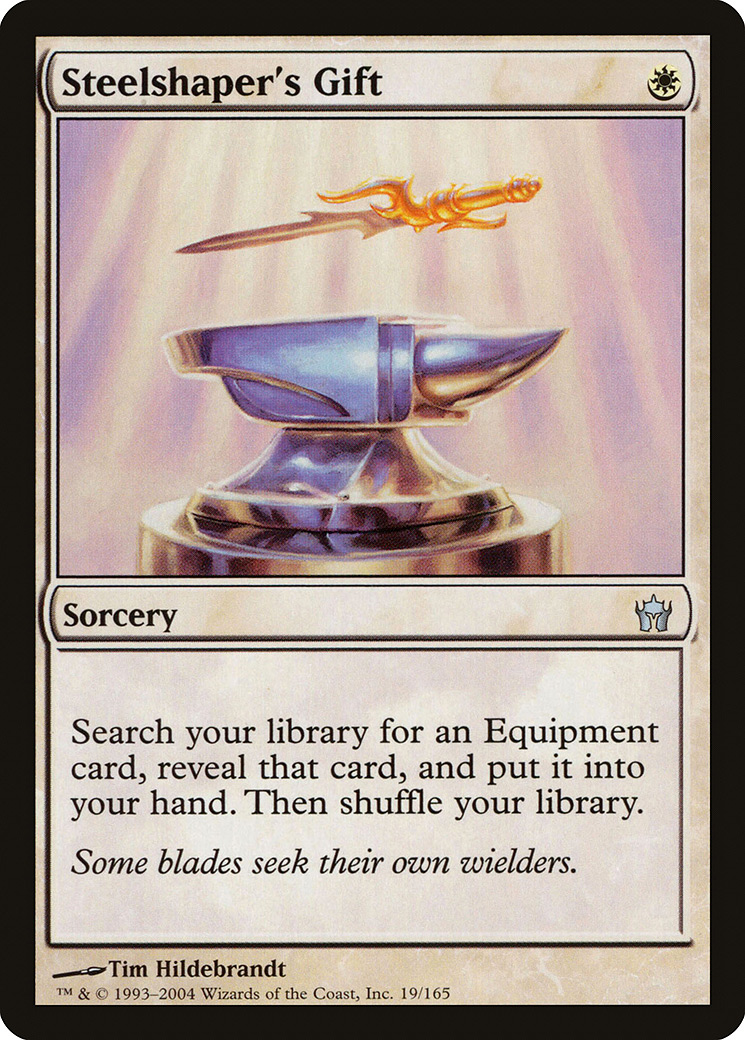 Steelshaper's Gift
Sorcery
Search your library for an Equipment
card, reveal that card, and put it into
your hand. Then shuffle your library.
Some blades seek their own wielders.
Tim Hildebrandt
™ & © 1993–2004 Wizards of the Coast, Inc. 19/165